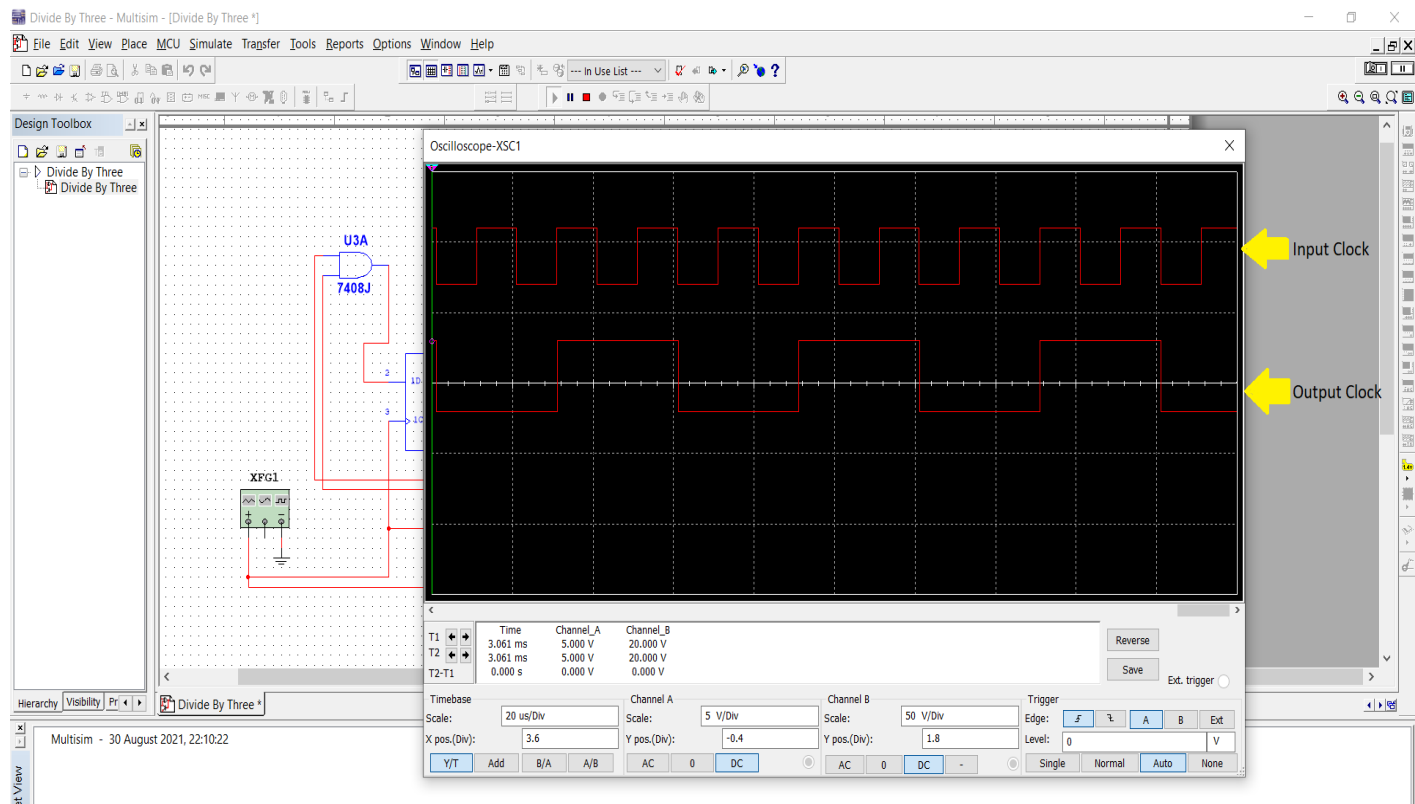 Divide By Three - Multisim - [Divide By Three *]
File Edit View Place MCU Simulate Transfer Tools Reports Options Window Help
--- In Use List ---
Design Toolbox
Divide By Three
Divide By Three
U3A
7408J
2
1D
3
XFG1
Oscilloscope-XSC1
Input Clock
Output Clock
Time Channel_A Channel_B
T1 3.061 ms 5.000 V 20.000 V
T2 3.061 ms 5.000 V 20.000 V
T2-T1 0.000 s 0.000 V 0.000 V
Reverse
Save
Ext. trigger
Timebase
Scale: 20 us/Div
X pos.(Div): 3.6
Y/T Add B/A A/B
Channel A
Scale: 5 V/Div
Y pos.(Div): -0.4
AC 0 DC
Channel B
Scale: 50 V/Div
Y pos.(Div): 1.8
AC 0 DC -
Trigger
Edge: A B Ext
Level: 0 V
Single Normal Auto None
Hierarchy Visibility Pr
Divide By Three *
Multisim - 30 August 2021, 22:10:22